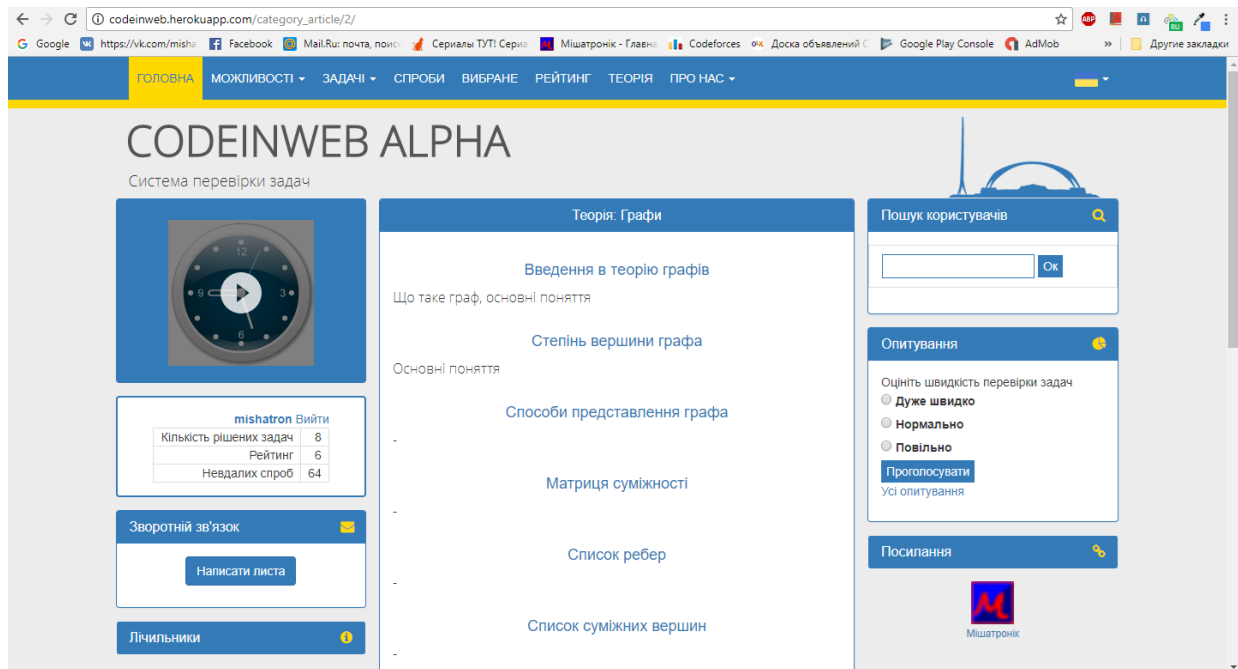 codeinweb.herokuapp.com/category_article/2/
Google https://vk.com/misha Facebook Mail.Ru: почта, поис Сериалы ТУТ! Сериа Мішатронік - Главна Codeforces Доска объявлений С Google Play Console AdMob » Другие закладки
ГОЛОВНА МОЖЛИВОСТІ ЗАДАЧІ СПРОБИ ВИБРАНЕ РЕЙТИНГ ТЕОРІЯ ПРО НАС
CODEINWEB ALPHA
Система перевірки задач
12
9 3
6
mishatron Вийти
Кількість рішених задач 8
Рейтинг 6
Невдалих спроб 64
Зворотній зв'язок
Написати листа
Лічильники
Теорія: Графи
Введення в теорію графів
Що таке граф, основні поняття
Степінь вершини графа
Основні поняття
Способи представлення графа
-
Матриця суміжності
-
Список ребер
-
Список суміжних вершин
-
Пошук користувачів
Ок
Опитування
Оцініть швидкість перевірки задач
Дуже швидко
Нормально
Повільно
Проголосувати
Усі опитування
Посилання
Мішатронік